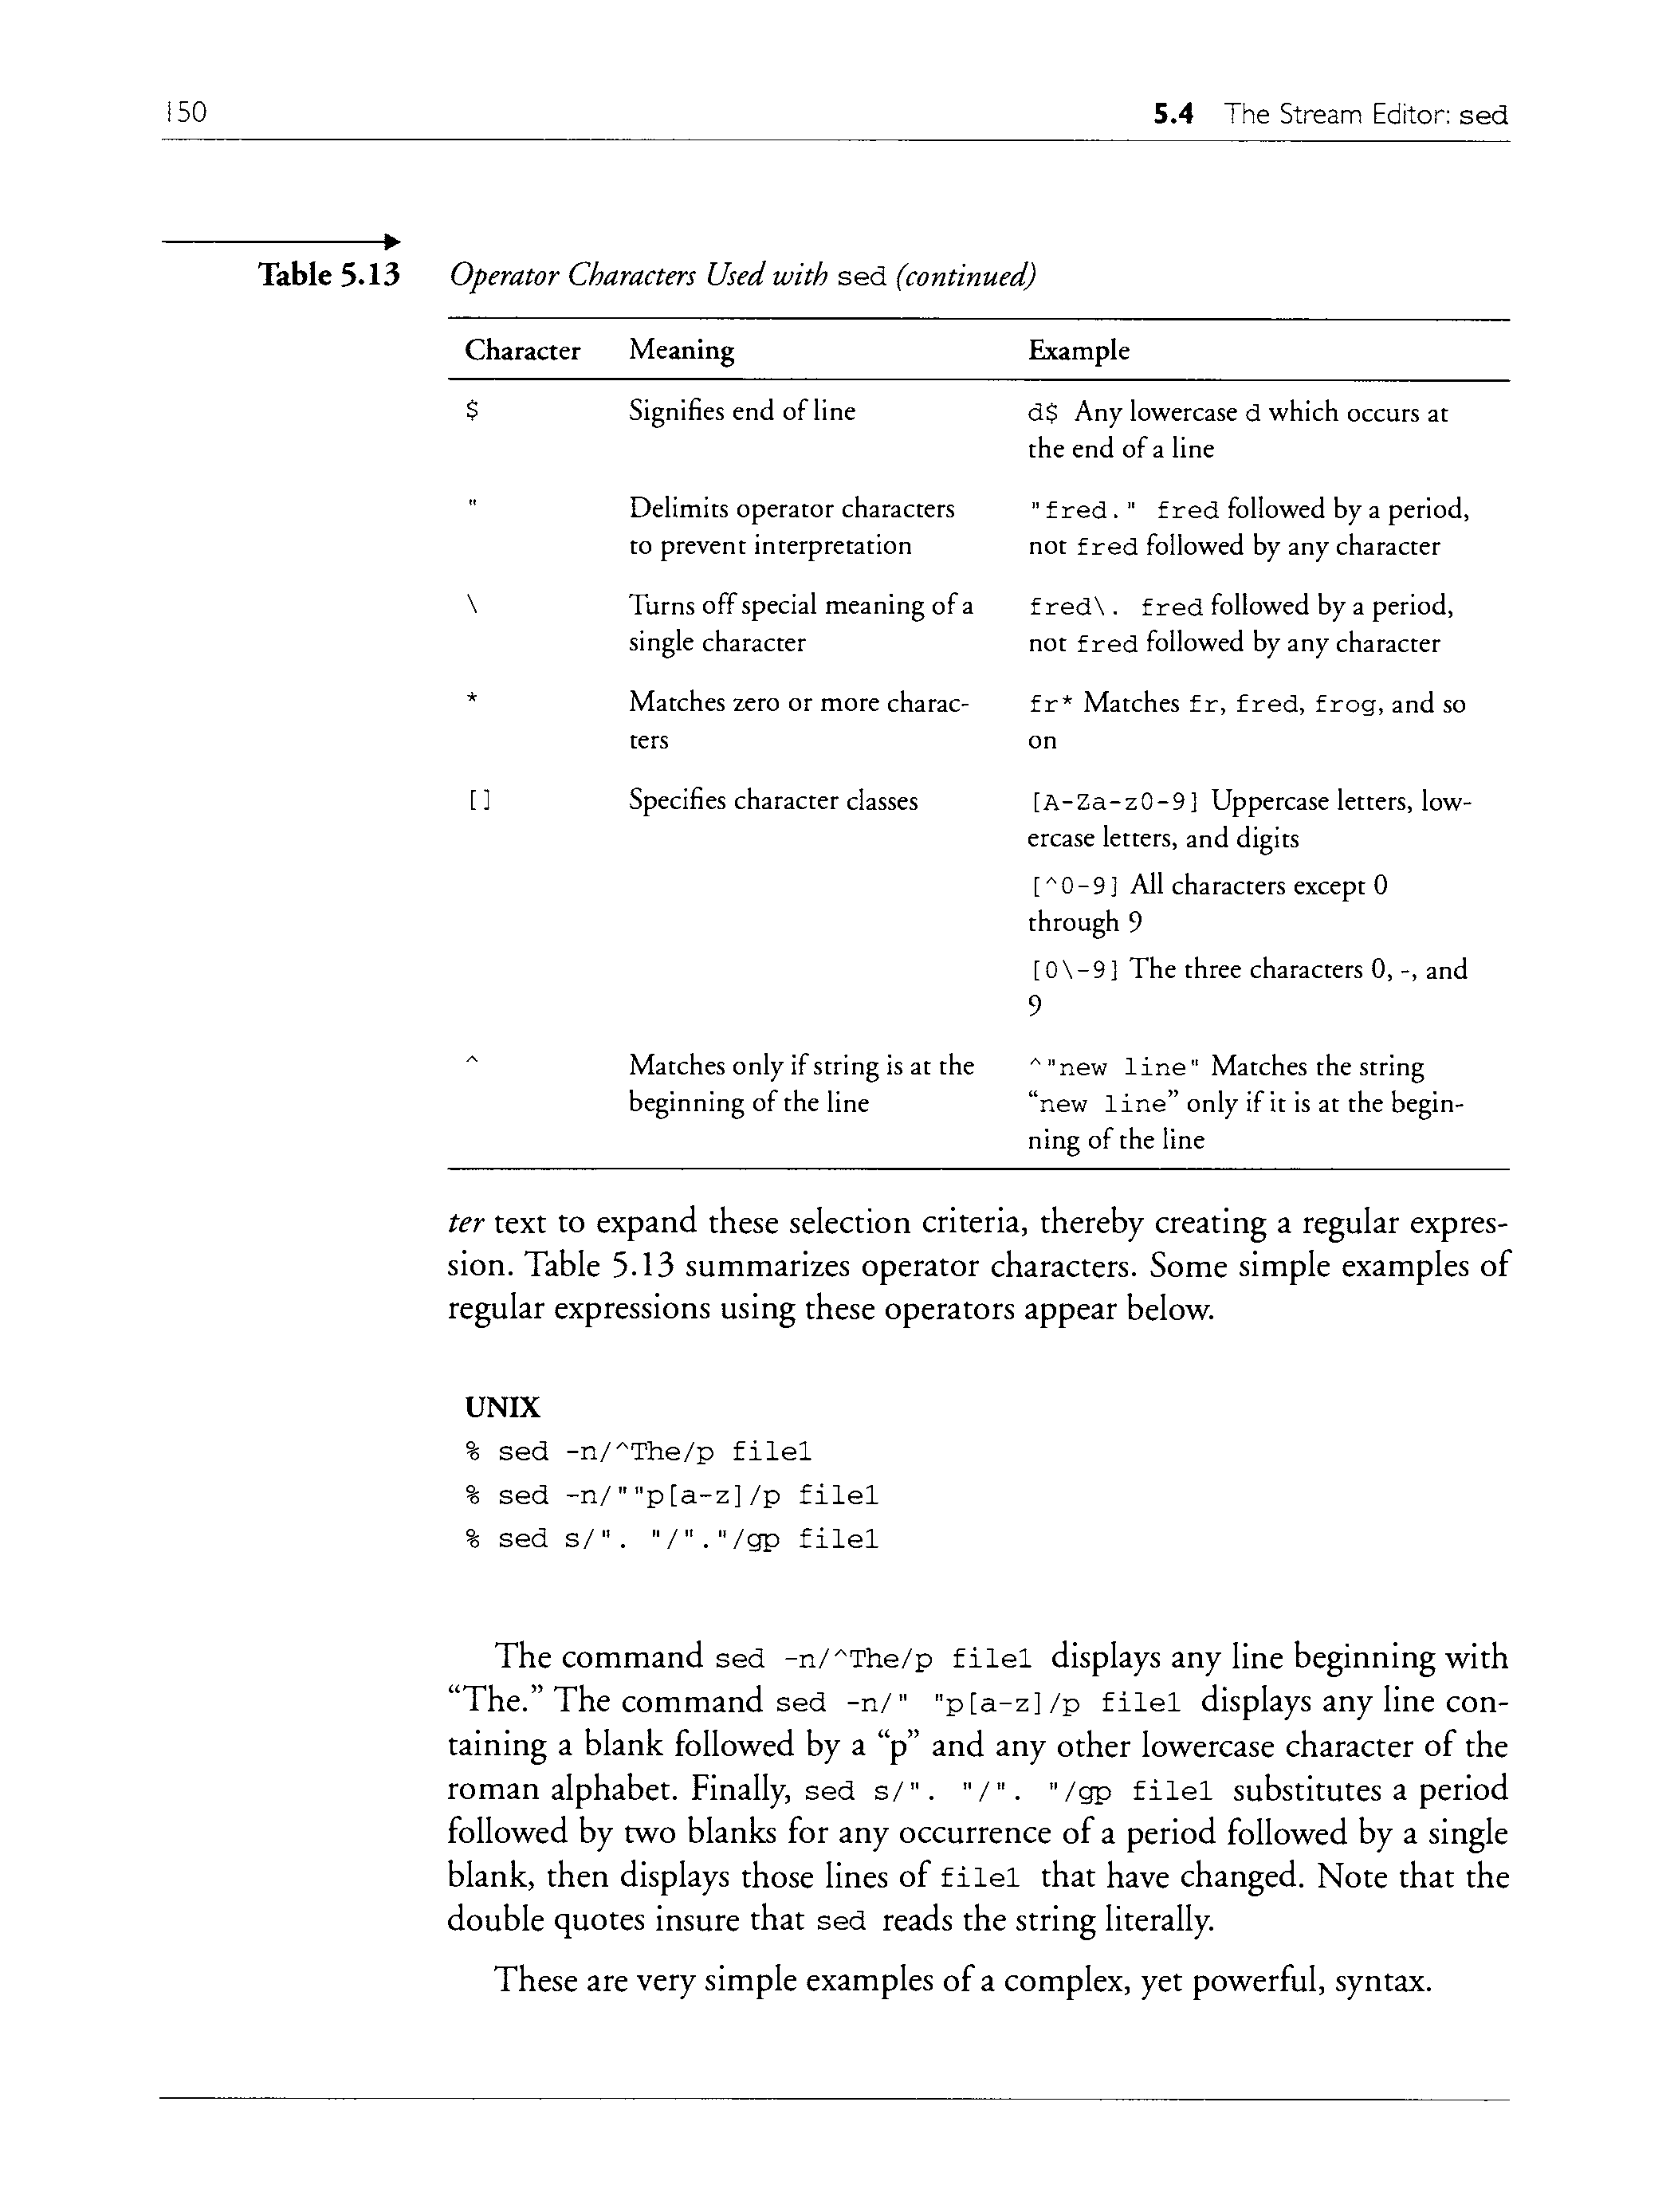 150
5.4 The Stream Editor: sed
Table 5.13 Operator Characters Used with sed (continued)
Character Meaning Example
$ Signifies end of line d$ Any lowercase d which occurs at
the end of a line
" Delimits operator characters "fred." fred followed by a period,
to prevent interpretation not fred followed by any character
\ Turns off special meaning of a fred\. fred followed by a period,
single character not fred followed by any character
* Matches zero or more charac- fr* Matches fr, fred, frog, and so
ters on
[] Specifies character classes [A-Za-z0-9] Uppercase letters, low-
ercase letters, and digits
[^0-9] All characters except 0
through 9
[0\-9] The three characters 0, -, and
9
^ Matches only if string is at the ^"new line" Matches the string
beginning of the line “new line” only if it is at the begin-
ning of the line
ter text to expand these selection criteria, thereby creating a regular expres-
sion. Table 5.13 summarizes operator characters. Some simple examples of
regular expressions using these operators appear below.
UNIX
% sed -n/^The/p file1
% sed -n/""p[a-z]/p file1
% sed s/". "/"."/gp file1
The command sed -n/^The/p file1 displays any line beginning with
“The.” The command sed -n/" "p[a-z]/p file1 displays any line con-
taining a blank followed by a “p” and any other lowercase character of the
roman alphabet. Finally, sed s/". "/". "/gp file1 substitutes a period
followed by two blanks for any occurrence of a period followed by a single
blank, then displays those lines of file1 that have changed. Note that the
double quotes insure that sed reads the string literally.
These are very simple examples of a complex, yet powerful, syntax.